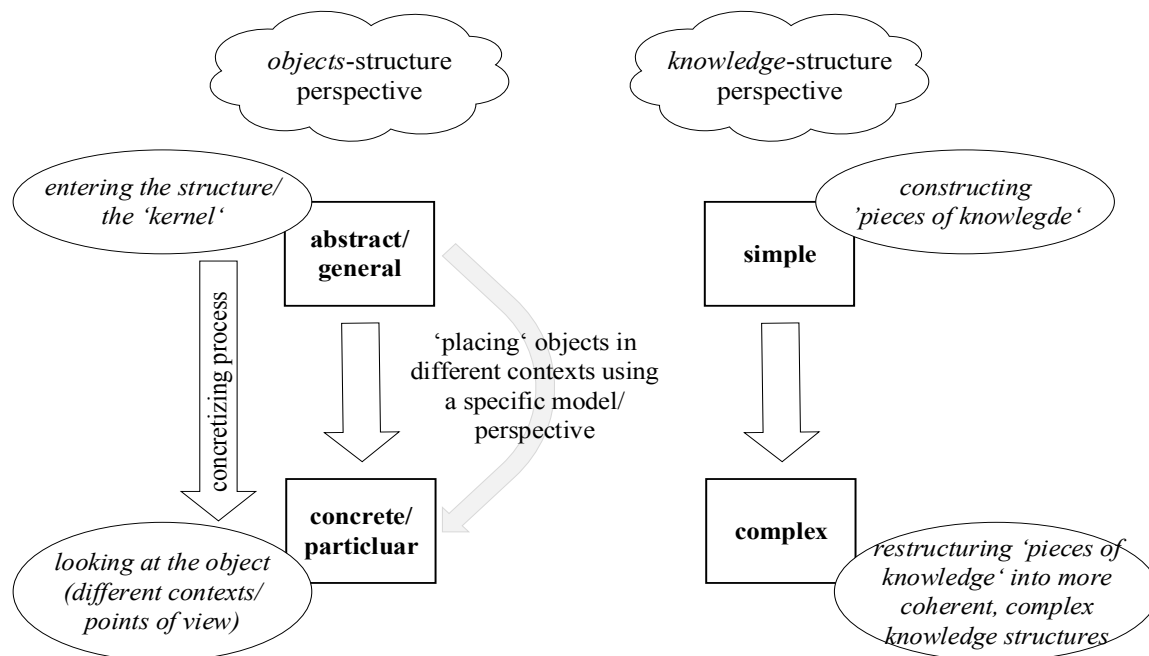 objects-structure
perspective
knowledge-structure
perspective
entering the structure/
the ‘kernel‘
abstract/
general
simple
constructing
’pieces of knowlegde‘
concretizing process
‘placing‘ objects in
different contexts using
a specific model/
perspective
looking at the object
(different contexts/
points of view)
concrete/
particluar
complex
restructuring ‘pieces of
knowledge‘ into more
coherent, complex
knowledge structures